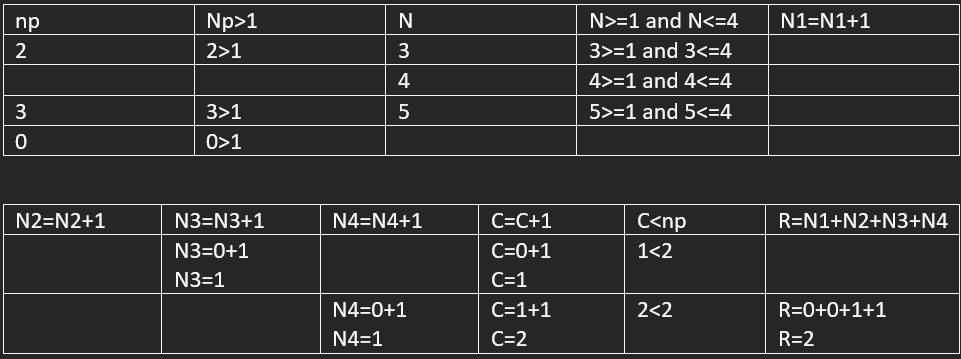 np Np>1 N N>=1 and N<=4 N1=N1+1
2 2>1 3 3>=1 and 3<=4
4 4>=1 and 4<=4
3 3>1 5 5>=1 and 5<=4
0 0>1
N2=N2+1 N3=N3+1 N4=N4+1 C=C+1 C<np R=N1+N2+N3+N4
N3=0+1 C=0+1 1<2
N3=1 C=1
N4=0+1 C=1+1 2<2 R=0+0+1+1
N4=1 C=2 R=2